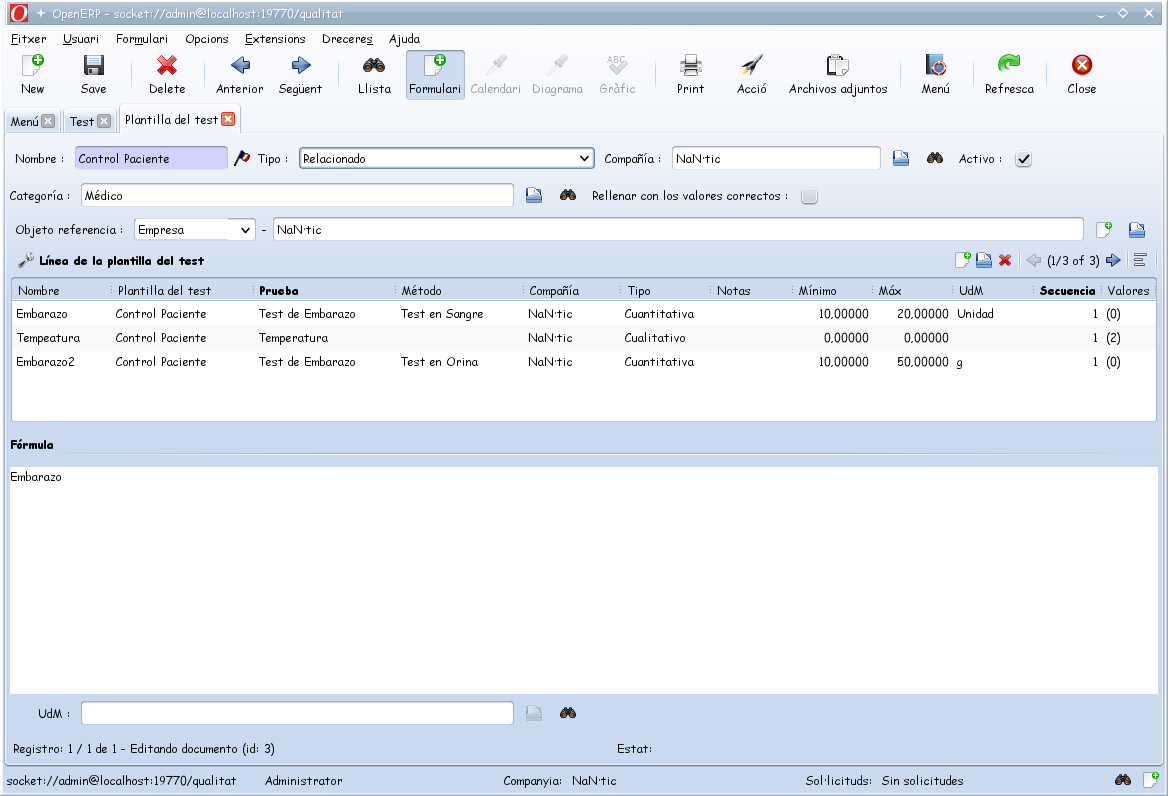 OpenERP - socket://admin@localhost:19770/qualitat
Fitxer Usuari Formulari Opcions Extensions Dreceres Ajuda
ABC
New Save Delete Anterior Següent Llista Formulari Calendari Diagrama Gràfic Print Acció Archivos adjuntos Menú Refresca Close
Menú Test Plantilla del test
Nombre : Control Paciente Tipo : Relacionado Compañía : NaN·tic Activo :
Categoría : Médico Rellenar con los valores correctos :
Objeto referencia : Empresa - NaN·tic
Línea de la plantilla del test (1/3 of 3)
Nombre Plantilla del test Prueba Método Compañía Tipo Notas Mínimo Máx UdM Secuencia Valores
Embarazo Control Paciente Test de Embarazo Test en Sangre NaN·tic Cuantitativa 10,00000 20,00000 Unidad 1 (0)
Tempeatura Control Paciente Temperatura NaN·tic Cualitativo 0,00000 0,00000 1 (2)
Embarazo2 Control Paciente Test de Embarazo Test en Orina NaN·tic Cuantitativa 10,00000 50,00000 g 1 (0)
Fórmula
Embarazo
UdM :
Registro: 1 / 1 de 1 - Editando documento (id: 3) Estat:
socket://admin@localhost:19770/qualitat Administrator Companyia: NaN·tic Sol·licituds: Sin solicitudes